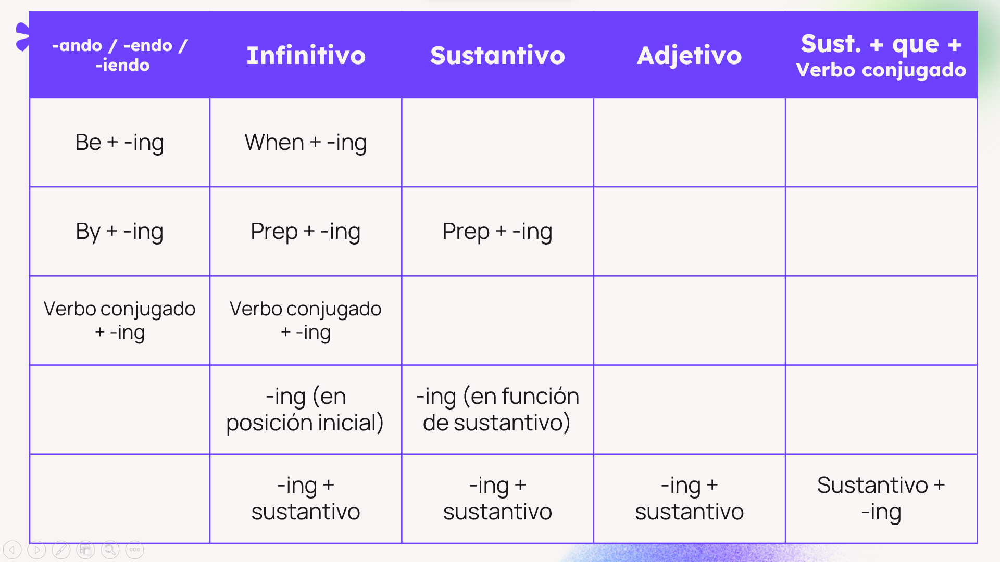 -ando / -endo /
-iendo
Infinitivo
Sustantivo
Adjetivo
Sust. + que +
Verbo conjugado
Be + -ing
When + -ing
By + -ing
Prep + -ing
Prep + -ing
Verbo conjugado
+ -ing
Verbo conjugado
+ -ing
-ing (en
posición inicial)
-ing (en función
de sustantivo)
-ing +
sustantivo
-ing +
sustantivo
-ing +
sustantivo
Sustantivo +
-ing